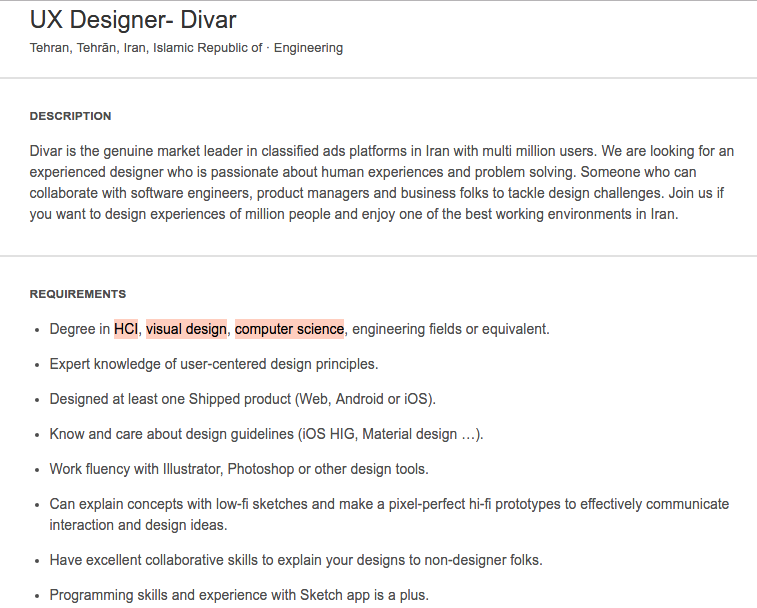 UX Designer- Divar
Tehran, Tehrān, Iran, Islamic Republic of · Engineering
DESCRIPTION
Divar is the genuine market leader in classified ads platforms in Iran with multi million users. We are looking for an
experienced designer who is passionate about human experiences and problem solving. Someone who can
collaborate with software engineers, product managers and business folks to tackle design challenges. Join us if
you want to design experiences of million people and enjoy one of the best working environments in Iran.
REQUIREMENTS
• Degree in HCI, visual design, computer science, engineering fields or equivalent.
• Expert knowledge of user-centered design principles.
• Designed at least one Shipped product (Web, Android or iOS).
• Know and care about design guidelines (iOS HIG, Material design …).
• Work fluency with Illustrator, Photoshop or other design tools.
• Can explain concepts with low-fi sketches and make a pixel-perfect hi-fi prototypes to effectively communicate
interaction and design ideas.
• Have excellent collaborative skills to explain your designs to non-designer folks.
• Programming skills and experience with Sketch app is a plus.